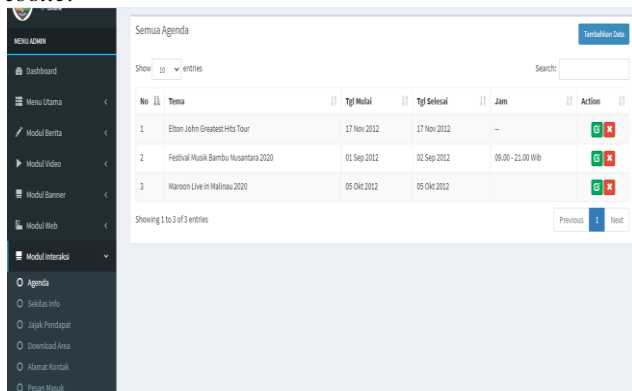 Online
MENU ADMIN
Dashboard
Menu Utama
Modul Berita
Modul Video
Modul Banner
Modul Web
Modul Interaksi
Agenda
Sekilas Info
Jajak Pendapat
Download Area
Alamat Kontak
Pesan Masuk
Semua Agenda
Tambahkan Data
Show 10 entries
Search:
No Tema Tgl Mulai Tgl Selesai Jam Action
1 Elton John Greatest Hits Tour 17 Nov 2012 17 Nov 2012 --
2 Festival Musik Bambu Nusantara 2020 01 Sep 2012 02 Sep 2012 09.00 - 21.00 Wib
3 Maroon Live in Malinau 2020 05 Okt 2012 05 Okt 2012
Showing 1 to 3 of 3 entries
Previous 1 Next